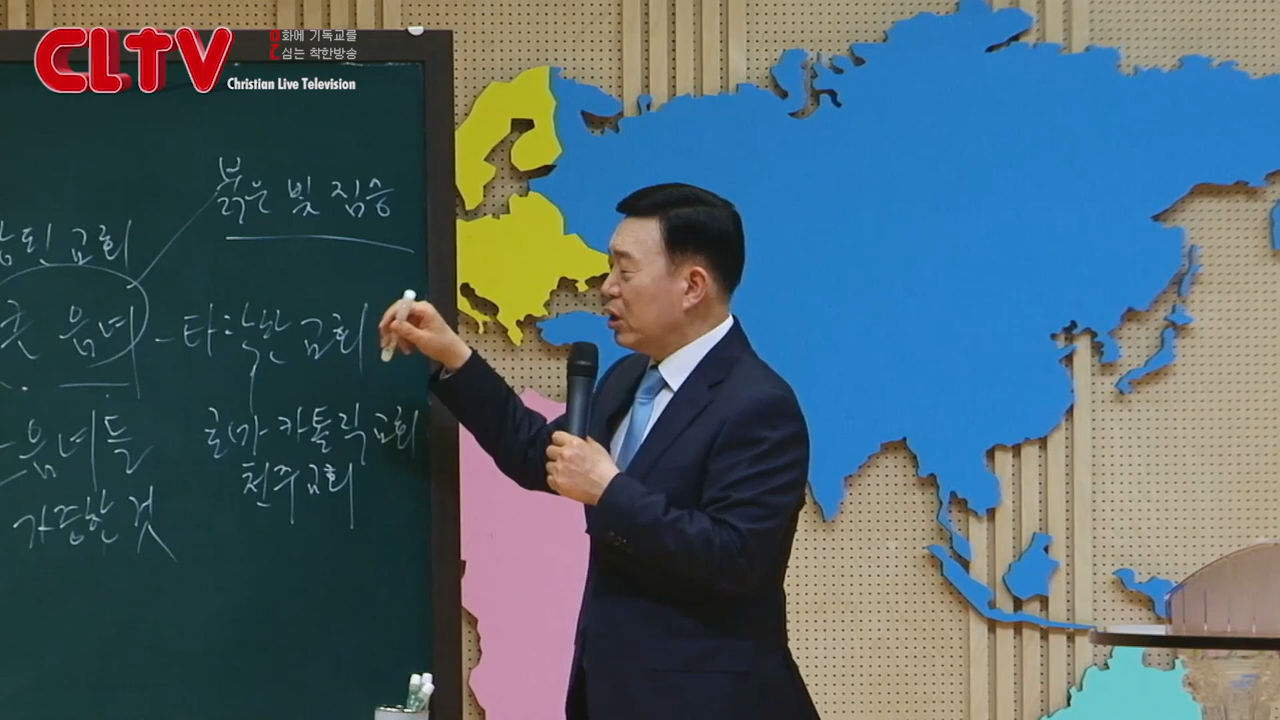 CLTV
문화에 기독교를
심는 착한방송
Christian Live Television
붉은 빛 짐승
교회
음녀 - 타락한 교회
음녀들
로마 카톨릭 교회
천주교회
가증한 것